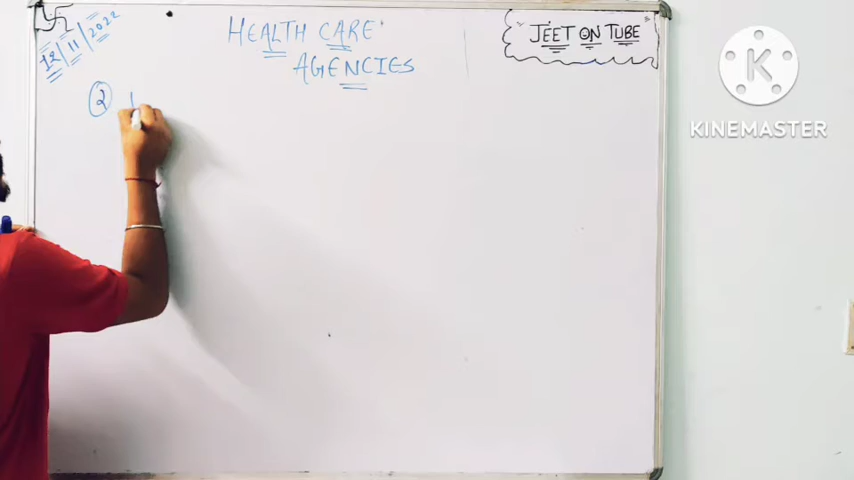 12/11/2022
HEALTH CARE
AGENCIES
"JEET ON TUBE"
②
K
KINEMASTER